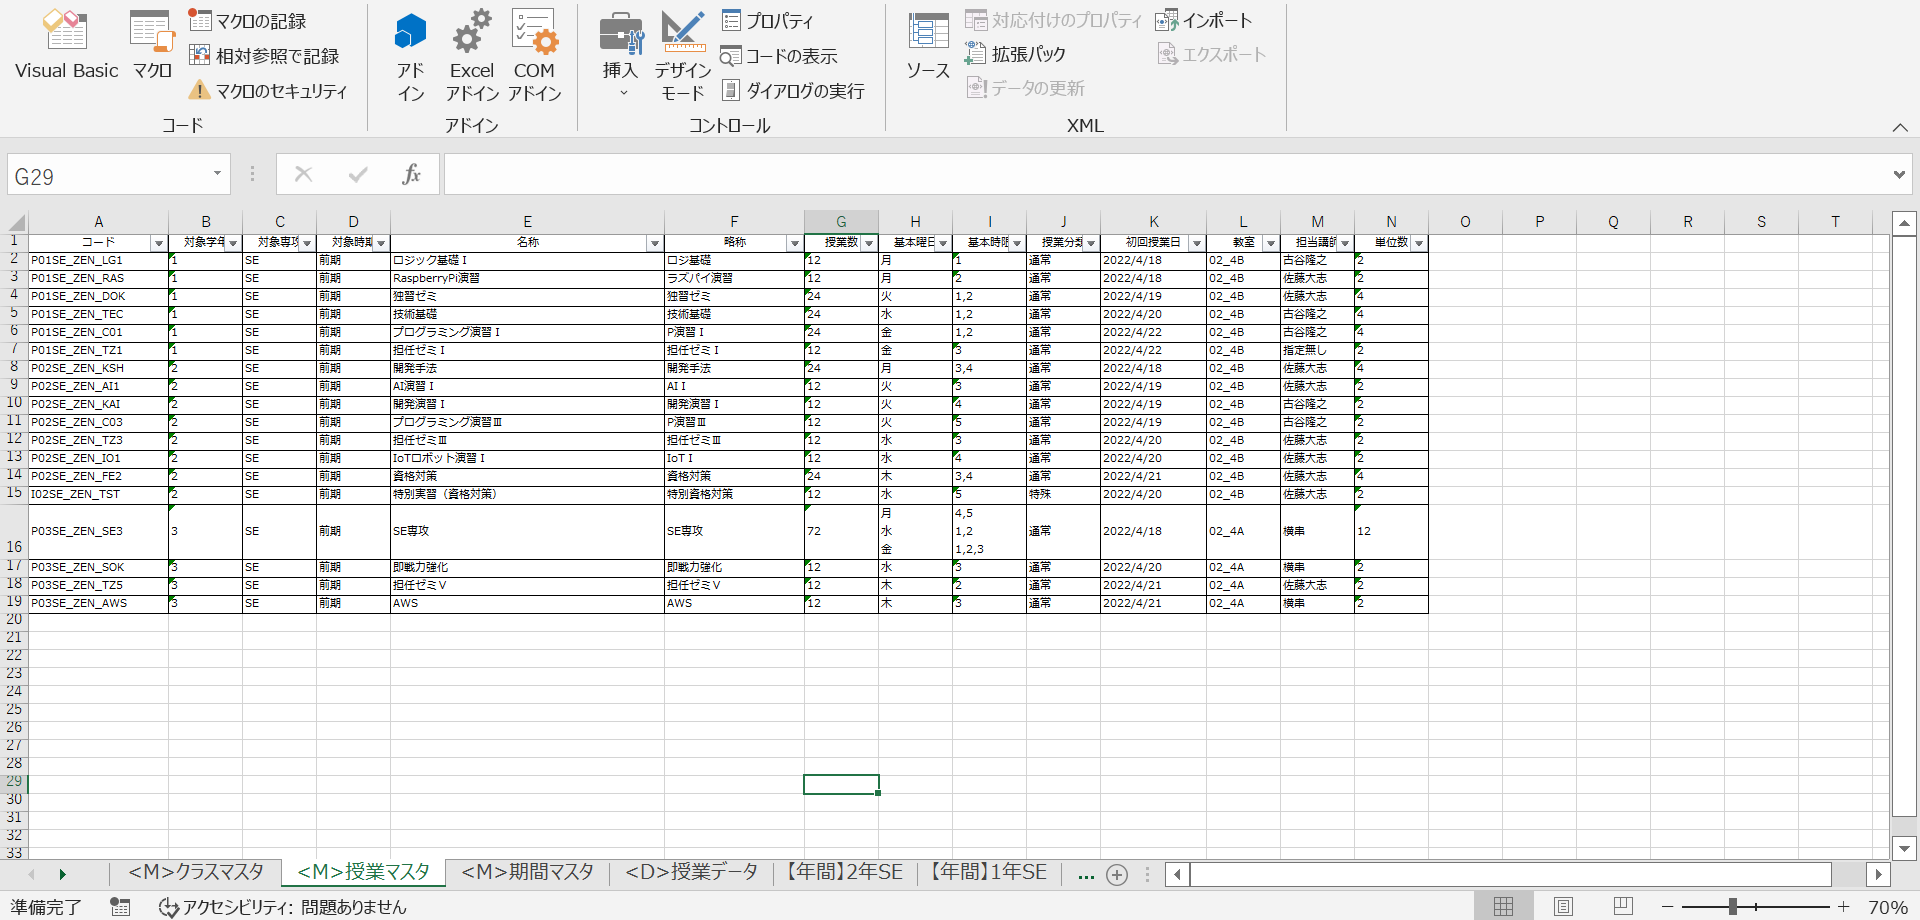 Visual Basic
マクロ
マクロの記録
相対参照で記録
マクロのセキュリティ
コード
アド
イン
Excel
アドイン
COM
アドイン
アドイン
挿入
デザイン
モード
プロパティ
コードの表示
ダイアログの実行
コントロール
ソース
対応付けのプロパティ
拡張パック
データの更新
インポート
エクスポート
XML
G29
fx
A B C D E F G H I J K L M N O P Q R S T
1 コード 対象学年 対象専攻 対象時期 名称 略称 授業数 基本曜日 基本時限 授業分類 初回授業日 教室 担当講師 単位数
2 P01SE_ZEN_LG1 1 SE 前期 ロジック基礎Ⅰ ロジ基礎 12 月 1 通常 2022/4/18 02_4B 古谷隆之 2
3 P01SE_ZEN_RAS 1 SE 前期 RaspberryPi演習 ラズパイ演習 12 月 2 通常 2022/4/18 02_4B 佐藤大志 2
4 P01SE_ZEN_DOK 1 SE 前期 独習ゼミ 独習ゼミ 24 火 1,2 通常 2022/4/19 02_4B 佐藤大志 4
5 P01SE_ZEN_TEC 1 SE 前期 技術基礎 技術基礎 24 水 1,2 通常 2022/4/20 02_4B 古谷隆之 4
6 P01SE_ZEN_C01 1 SE 前期 プログラミング演習Ⅰ P演習Ⅰ 24 金 1,2 通常 2022/4/22 02_4B 古谷隆之 4
7 P01SE_ZEN_TZ1 1 SE 前期 担任ゼミⅠ 担任ゼミⅠ 12 金 3 通常 2022/4/22 02_4B 指定無し 2
8 P02SE_ZEN_KSH 2 SE 前期 開発手法 開発手法 24 月 3,4 通常 2022/4/18 02_4B 佐藤大志 4
9 P02SE_ZEN_AI1 2 SE 前期 AI演習Ⅰ AIⅠ 12 火 3 通常 2022/4/19 02_4B 佐藤大志 2
10 P02SE_ZEN_KAI 2 SE 前期 開発演習Ⅰ 開発演習Ⅰ 12 火 4 通常 2022/4/19 02_4B 古谷隆之 2
11 P02SE_ZEN_C03 2 SE 前期 プログラミング演習Ⅲ P演習Ⅲ 12 火 5 通常 2022/4/19 02_4B 古谷隆之 2
12 P02SE_ZEN_TZ3 2 SE 前期 担任ゼミⅢ 担任ゼミⅢ 12 水 3 通常 2022/4/20 02_4B 佐藤大志 2
13 P02SE_ZEN_IO1 2 SE 前期 IoTロボット演習Ⅰ IoTⅠ 12 水 4 通常 2022/4/20 02_4B 佐藤大志 2
14 P02SE_ZEN_FE2 2 SE 前期 資格対策 資格対策 24 木 3,4 通常 2022/4/21 02_4B 佐藤大志 4
15 I02SE_ZEN_TST 2 SE 前期 特別実習（資格対策） 特別資格対策 12 水 5 特殊 2022/4/20 02_4B 佐藤大志 2
月 4,5
P03SE_ZEN_SE3 3 SE 前期 SE専攻 SE専攻 72 水 1,2 通常 2022/4/18 02_4A 横串 12
16 金 1,2,3
17 P03SE_ZEN_SOK 3 SE 前期 即戦力強化 即戦力強化 12 水 3 通常 2022/4/20 02_4A 横串 2
18 P03SE_ZEN_TZ5 3 SE 前期 担任ゼミⅤ 担任ゼミⅤ 12 木 2 通常 2022/4/21 02_4A 佐藤大志 2
19 P03SE_ZEN_AWS 3 SE 前期 AWS AWS 12 木 3 通常 2022/4/21 02_4A 横串 2
20
21
22
23
24
25
26
27
28
29
30
31
32
33
<M>クラスマスタ <M>授業マスタ <M>期間マスタ <D>授業データ 【年間】2年SE 【年間】1年SE ...
準備完了 アクセシビリティ: 問題ありません 70%